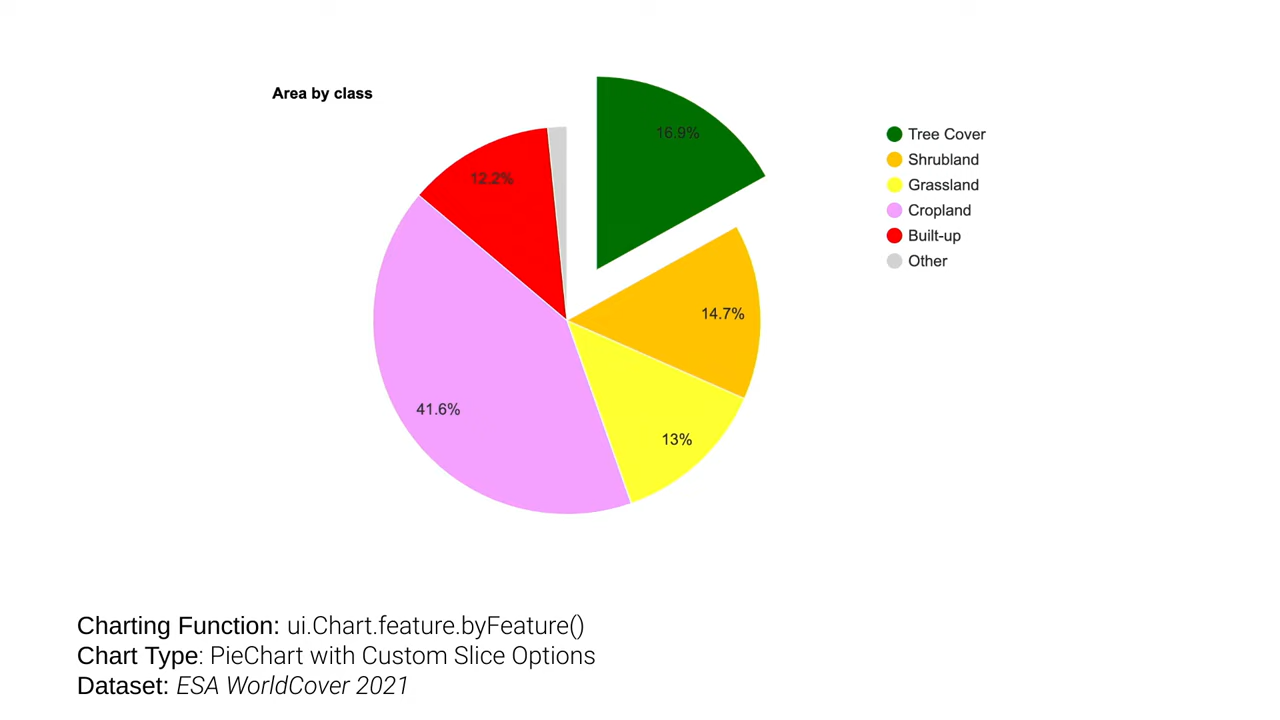 Area by class
16.9%
12.2%
14.7%
41.6%
13%
Tree Cover
Shrubland
Grassland
Cropland
Built-up
Other
Charting Function: ui.Chart.feature.byFeature()
Chart Type: PieChart with Custom Slice Options
Dataset: ESA WorldCover 2021